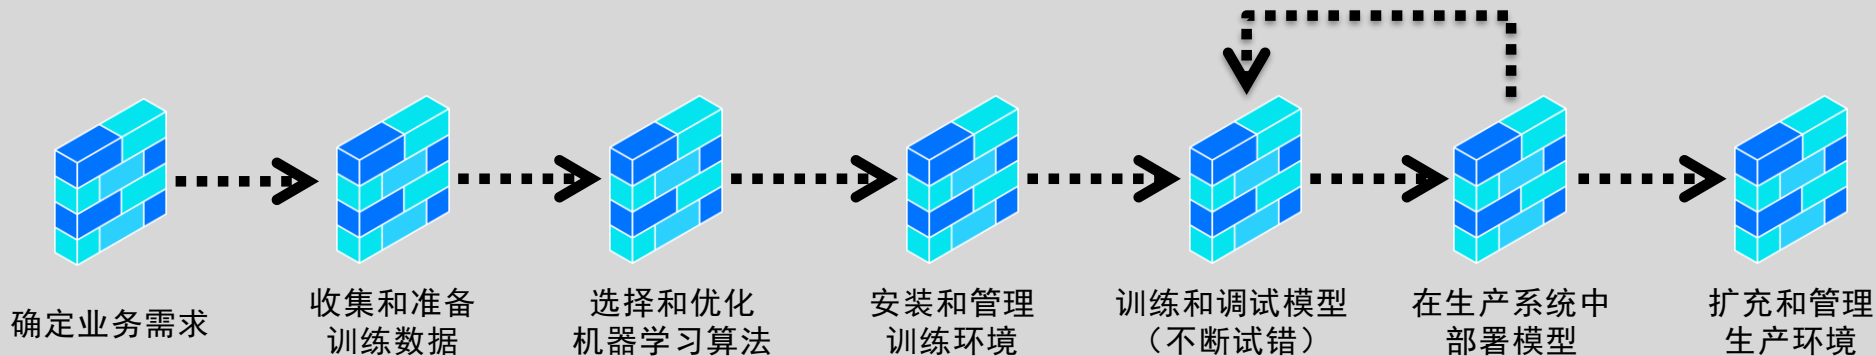 确定业务需求
收集和准备
训练数据
选择和优化
机器学习算法
安装和管理
训练环境
训练和调试模型
（不断试错）
在生产系统中
部署模型
扩充和管理
生产环境